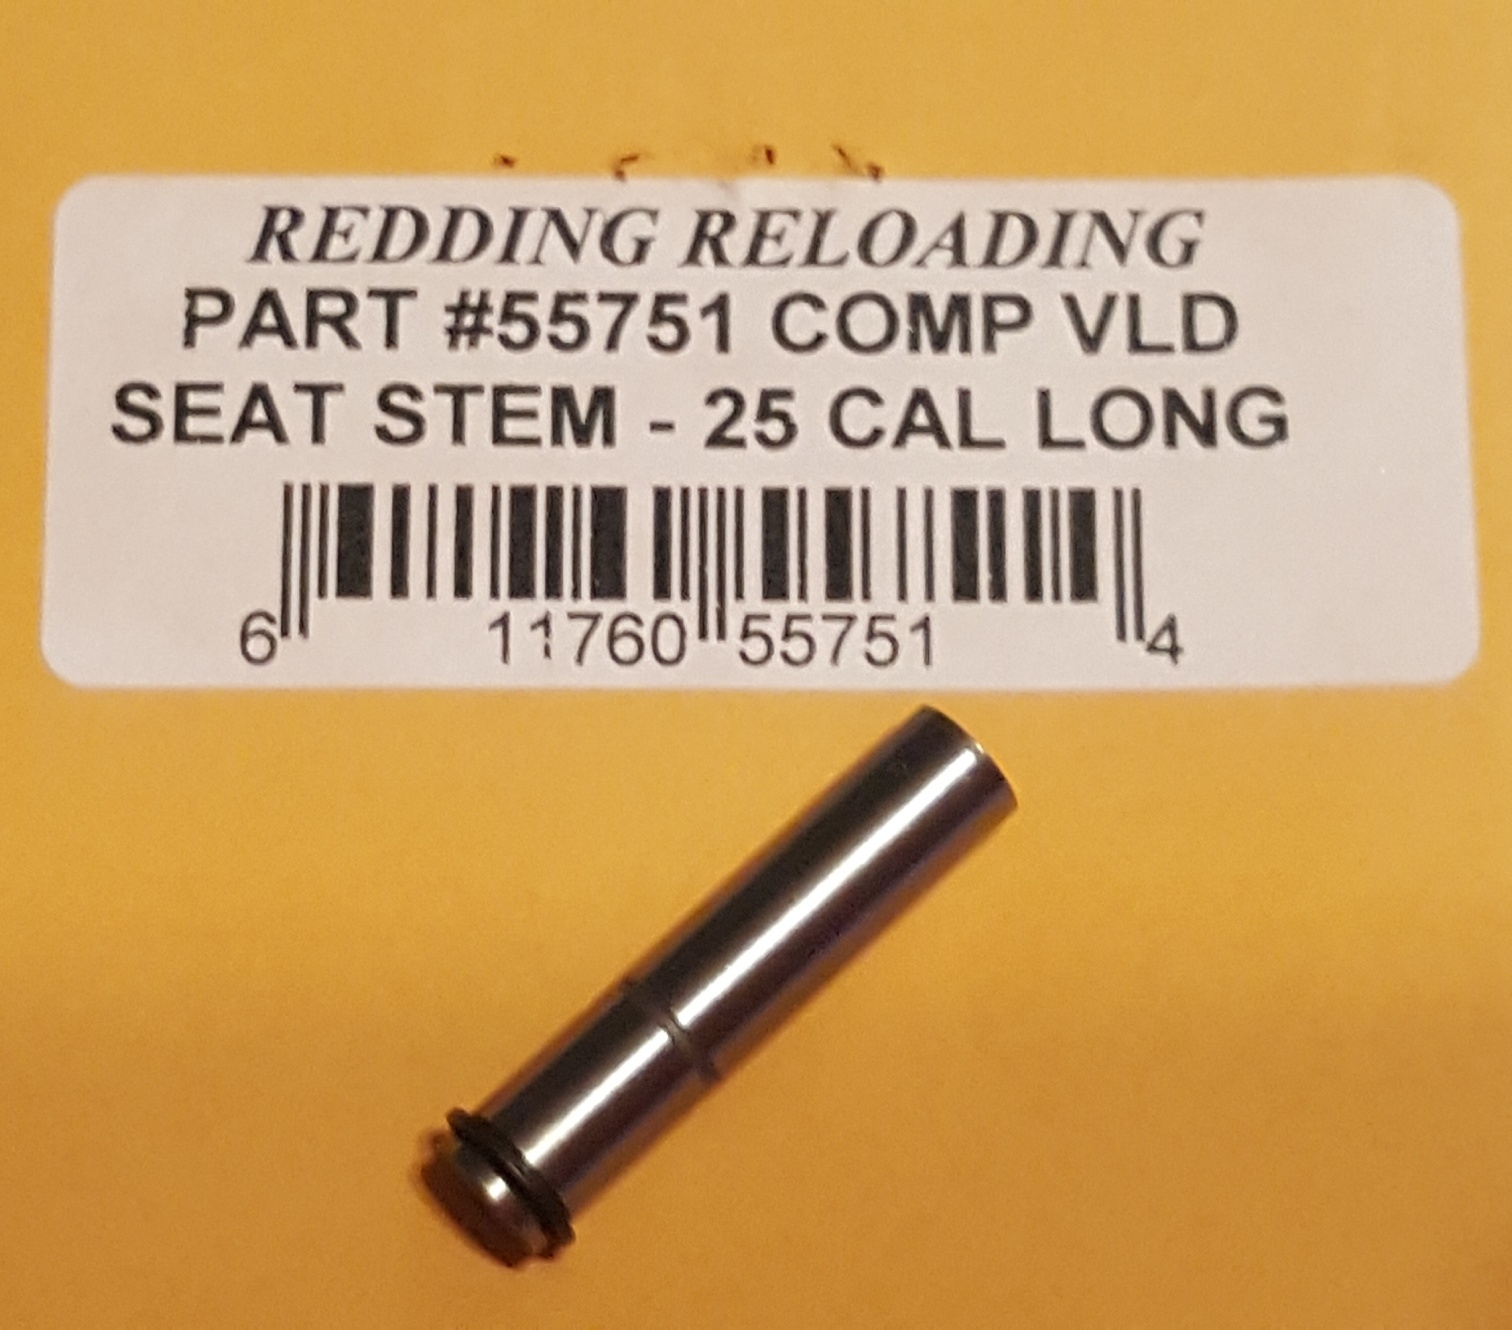 REDDING RELOADING
PART #55751 COMP VLD
SEAT STEM - 25 CAL LONG
6 11760 55751 4